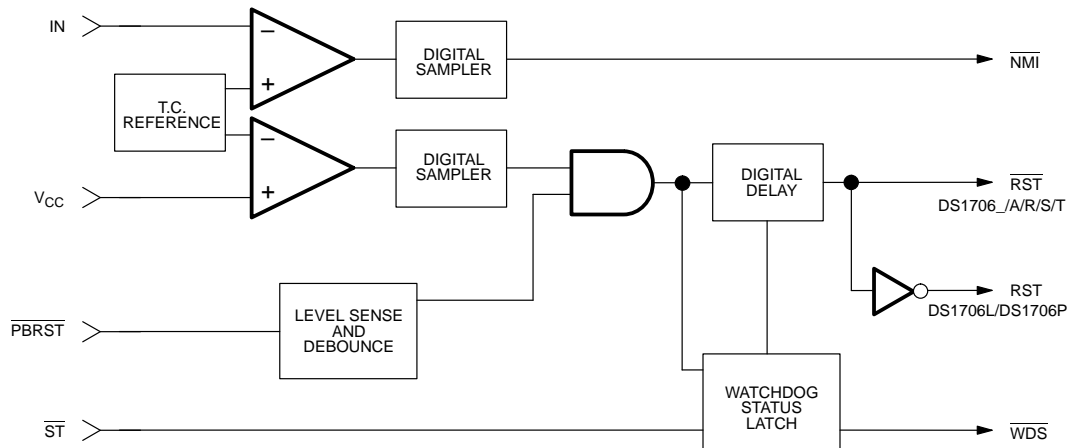 IN
−
DIGITAL
SAMPLER
NMI
+
T.C.
REFERENCE
−
DIGITAL
SAMPLER
DIGITAL
DELAY
RST
+
VCC
DS1706_/A/R/S/T
RST
LEVEL SENSE
AND
DEBOUNCE
DS1706L/DS1706P
PBRST
WATCHDOG
STATUS
LATCH
ST
WDS